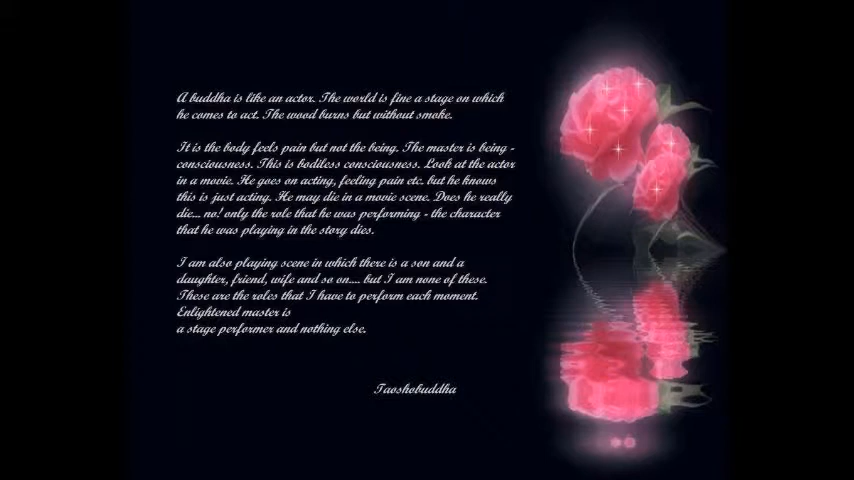 A buddha is like an actor. The world is fine a stage on which
he comes to act. The wood burns but without smoke.
It is the body feels pain but not the being. The master is being -
consciousness. This is bodiless consciousness. Look at the actor
in a movie. He goes on acting, feeling pain etc. but he knows
this is just acting. He may die in a movie scene. Does he really
die... no! only the role that he was performing - the character
that he was playing in the story dies.
I am also playing scene in which there is a son and a
daughter, friend, wife and so on.... but I am none of these.
These are the roles that I have to perform each moment.
Enlightened master is
a stage performer and nothing else.
Taoshobuddha